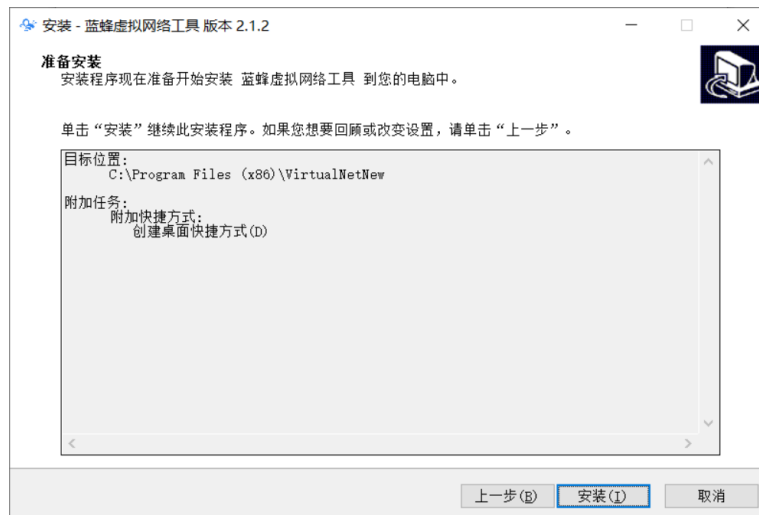 安装 - 蓝蜂虚拟网络工具 版本 2.1.2
准备安装
安装程序现在准备开始安装 蓝蜂虚拟网络工具 到您的电脑中。
单击“安装”继续此安装程序。如果您想要回顾或改变设置，请单击“上一步”。
目标位置:
C:\Program Files (x86)\VirtualNetNew
附加任务:
附加快捷方式:
创建桌面快捷方式(D)
上一步(B) 安装(I) 取消